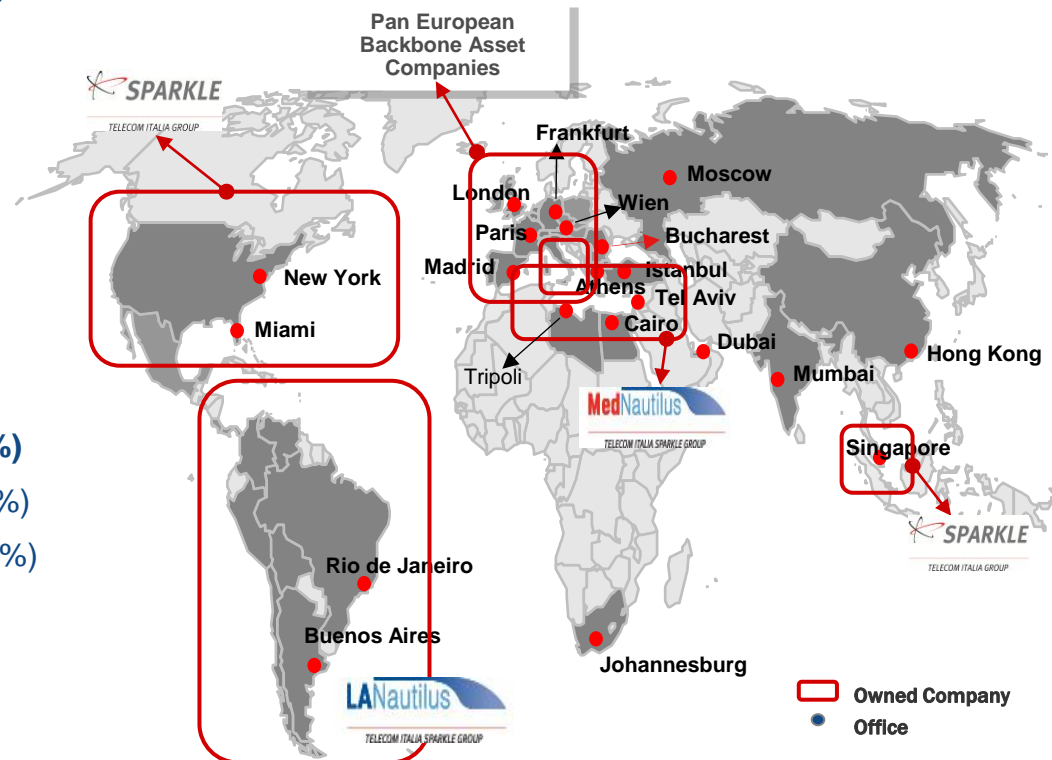 Pan European
Backbone Asset
Companies
SPARKLE
TELECOM ITALIA GROUP
Frankfurt
Moscow
London
Wien
Paris
Bucharest
Madrid
Istanbul
Athens
New York
Tel Aviv
Miami
Cairo
Dubai
Hong Kong
Tripoli
Mumbai
MedNautilus
TELECOM ITALIA SPARKLE GROUP
%)
Singapore
%)
SPARKLE
%)
TELECOM ITALIA GROUP
Rio de Janeiro
Buenos Aires
Johannesburg
LANautilus
TELECOM ITALIA SPARKLE GROUP
Owned Company
Office